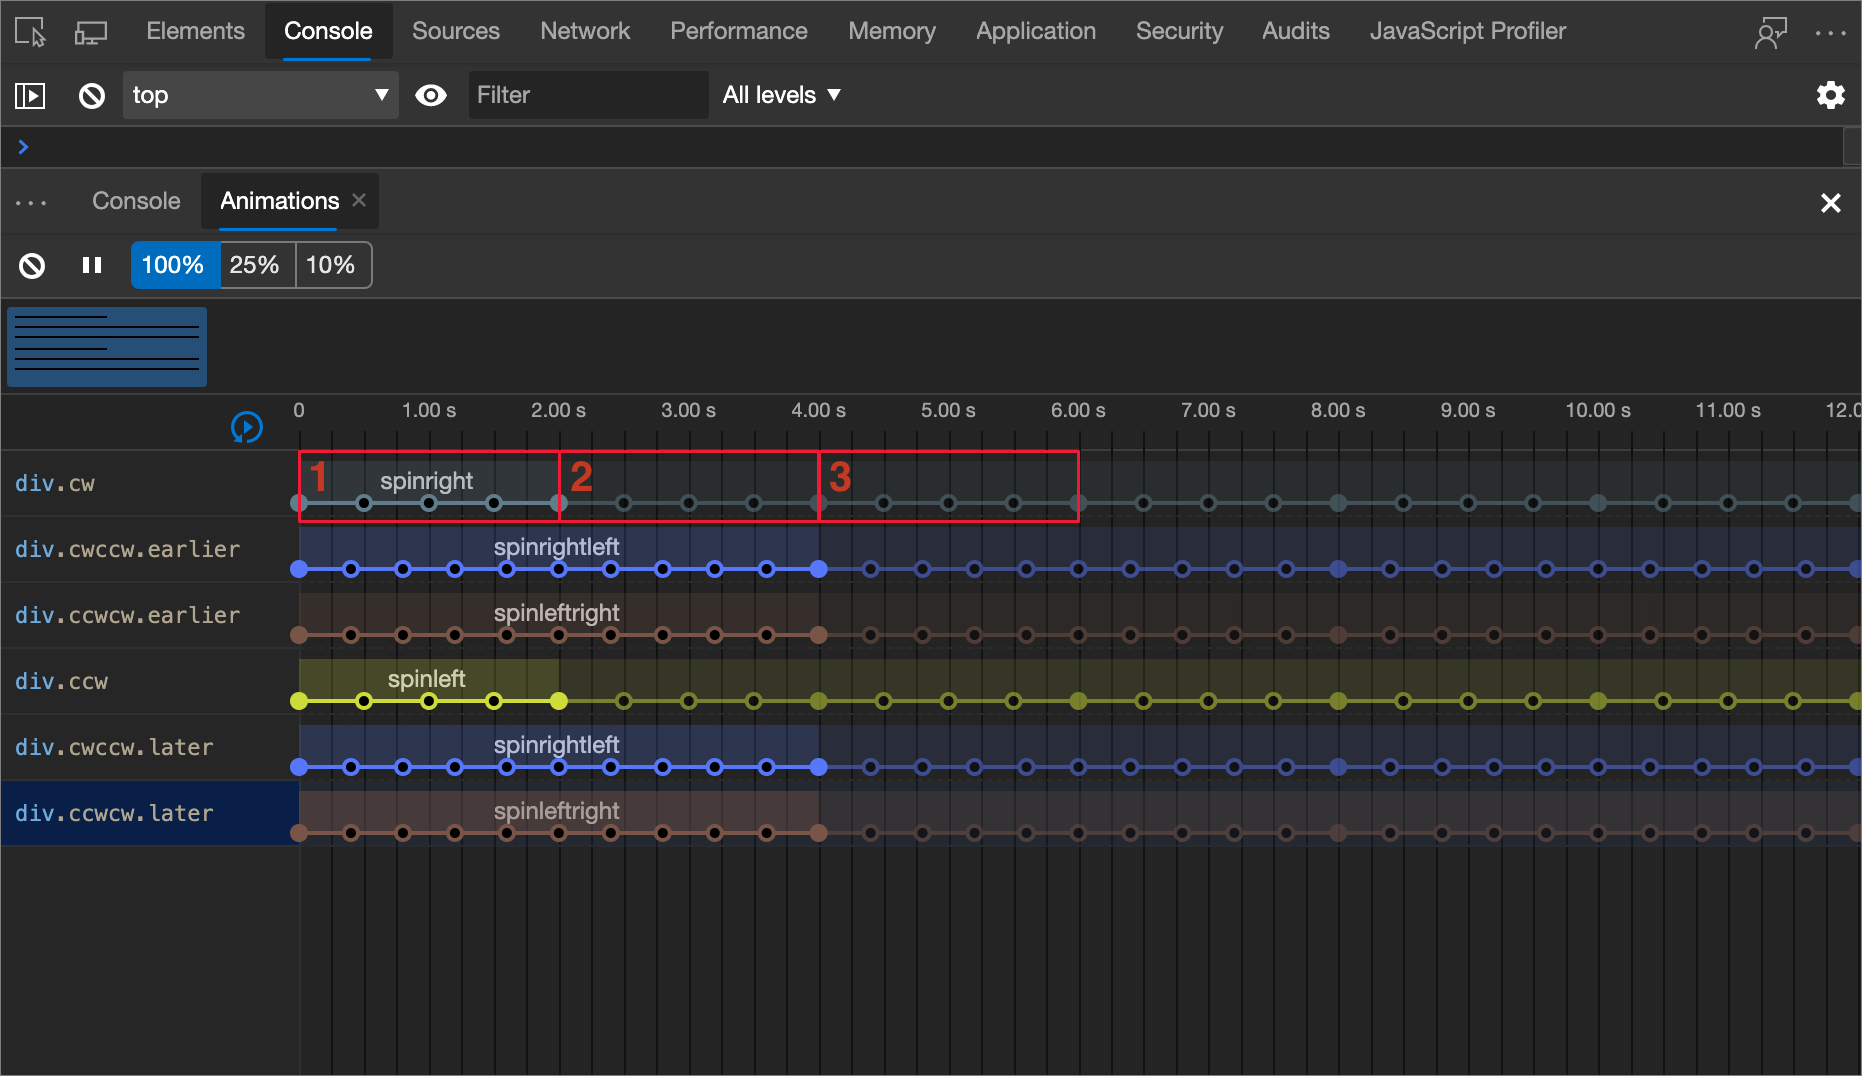 Elements Console Sources Network Performance Memory Application Security Audits JavaScript Profiler
top Filter All levels
Console Animations
100% 25% 10%
0 1.00 s 2.00 s 3.00 s 4.00 s 5.00 s 6.00 s 7.00 s 8.00 s 9.00 s 10.00 s 11.00 s 12.0
div.cw 1 spinright 2 3
div.cwccw.earlier spinrightleft
div.ccwcw.earlier spinleftright
div.ccw spinleft
div.cwccw.later spinrightleft
div.ccwcw.later spinleftright